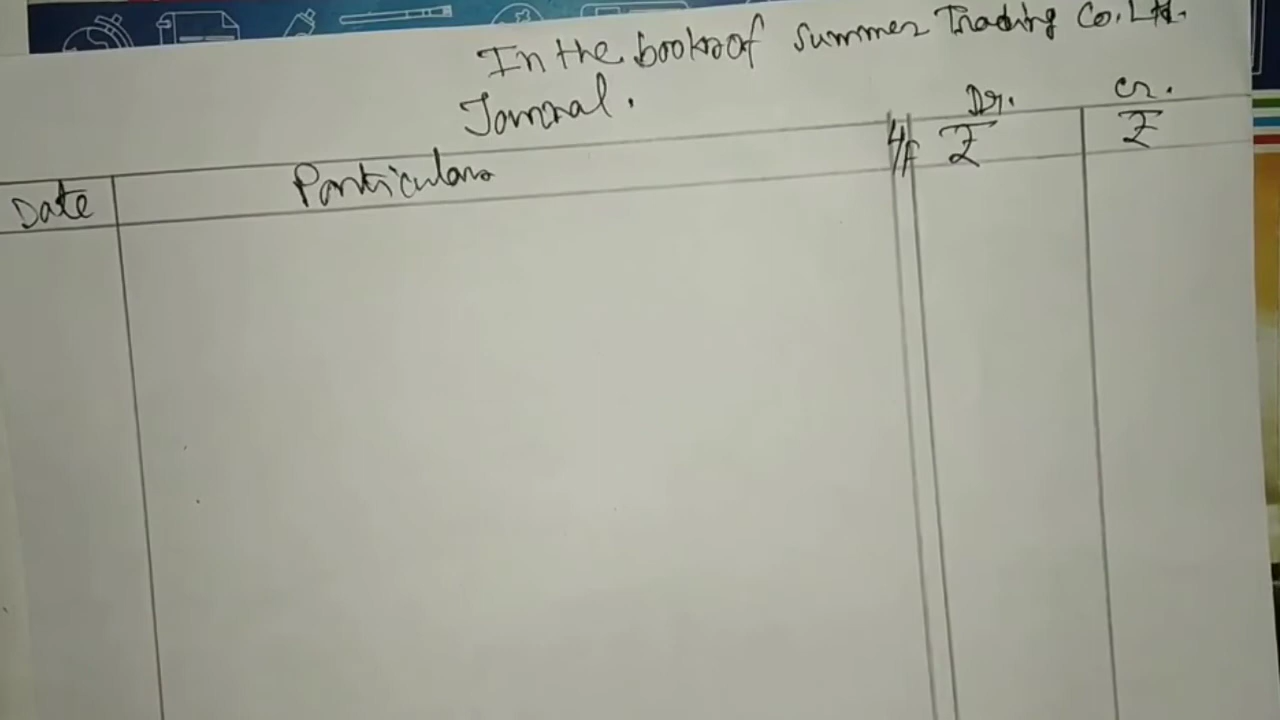 In the books of Summer Trading Co. Ltd.
Journal.
Date Particulars L/F Dr. ₹ Cr. ₹